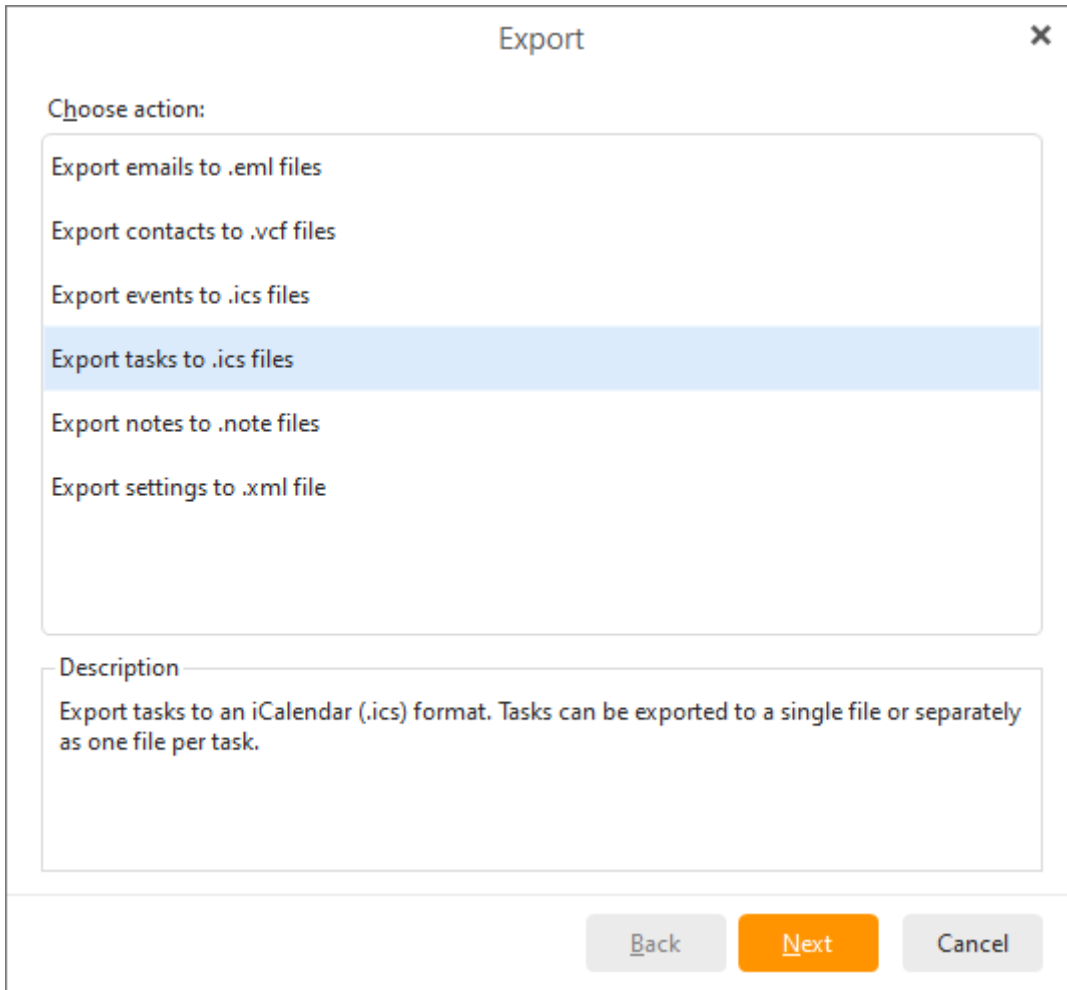 Export
Choose action:
Export emails to .eml files
Export contacts to .vcf files
Export events to .ics files
Export tasks to .ics files
Export notes to .note files
Export settings to .xml file
Description
Export tasks to an iCalendar (.ics) format. Tasks can be exported to a single file or separately
as one file per task.
Back Next Cancel